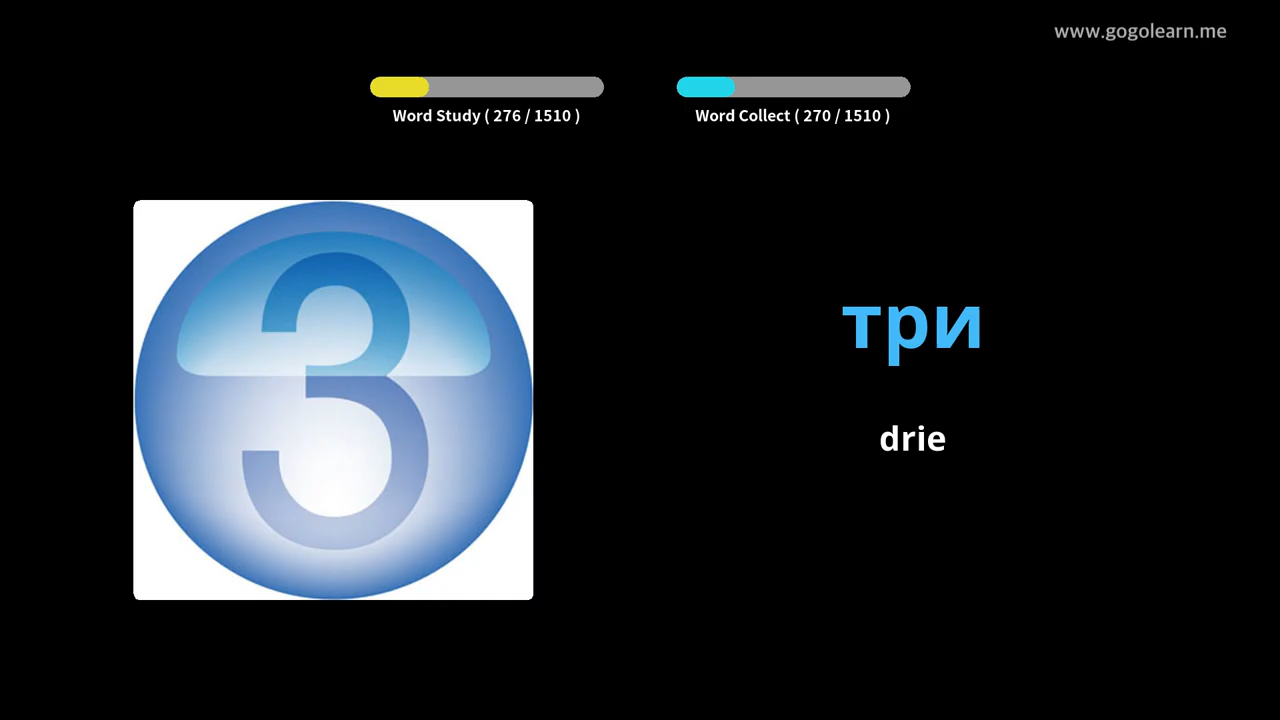 www.gogolearn.me
Word Study ( 276 / 1510 )
Word Collect ( 270 / 1510 )
3
три
drie